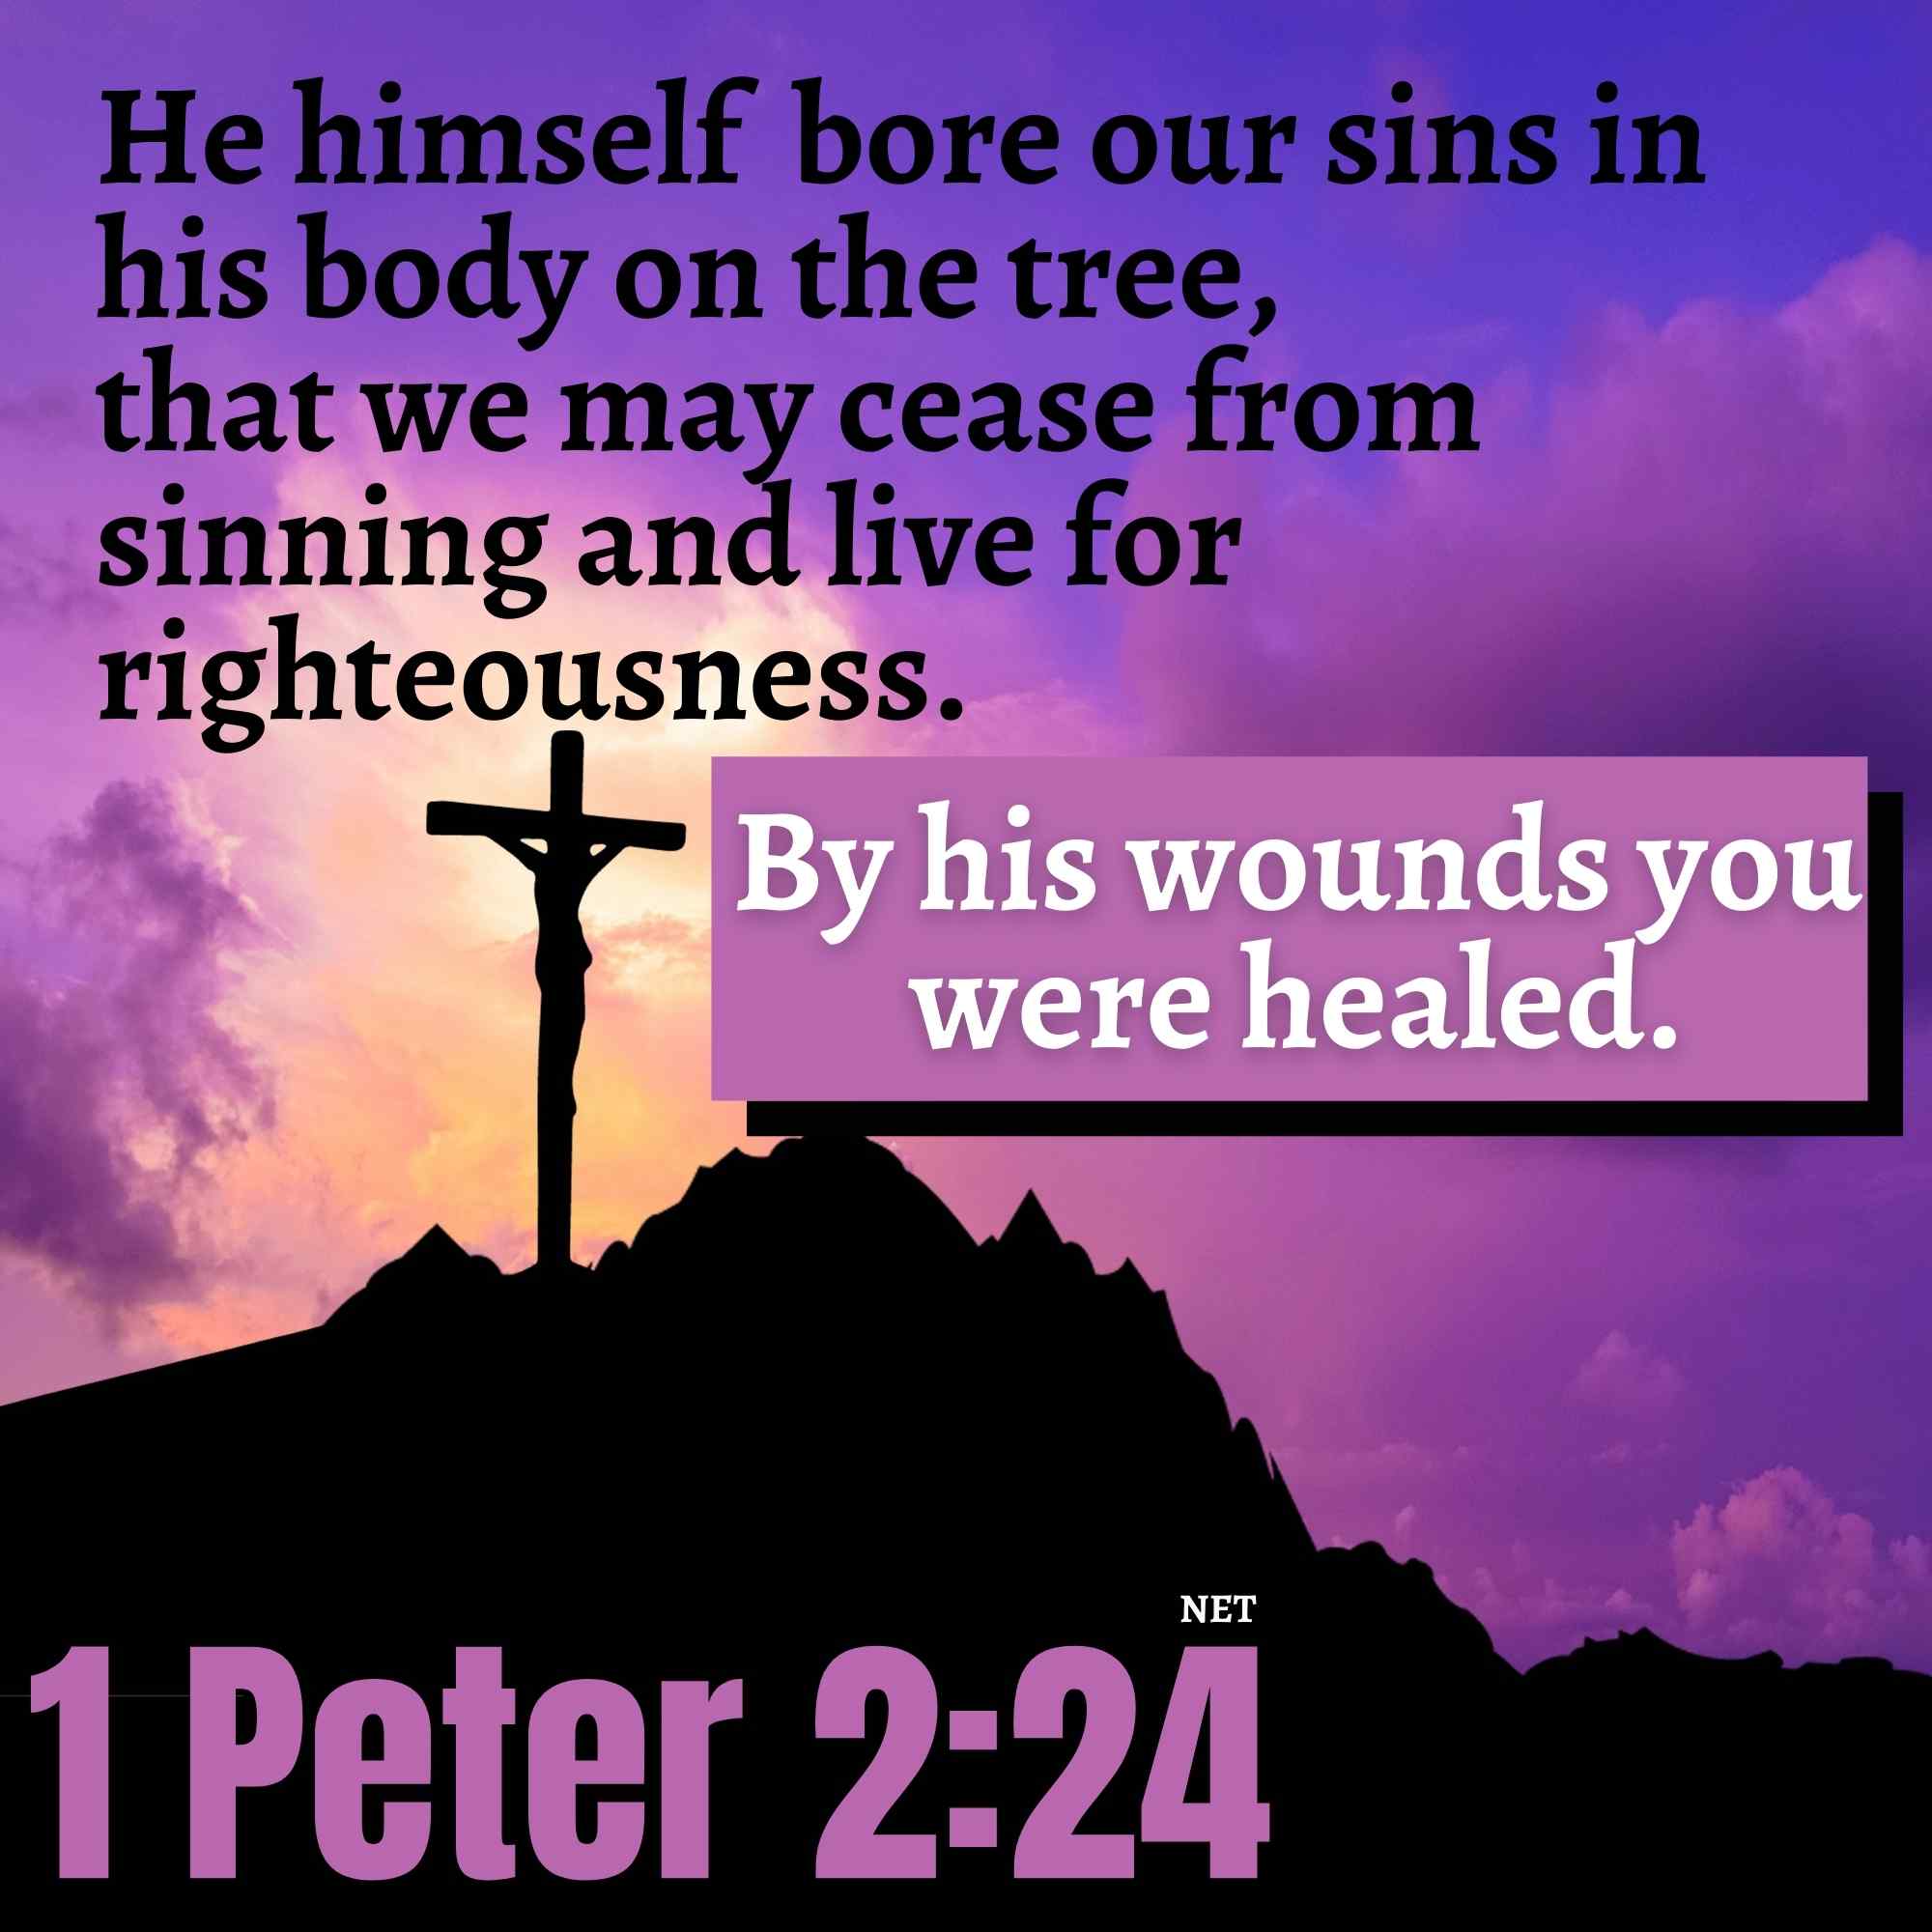 He himself bore our sins in
his body on the tree,
that we may cease from
sinning and live for
righteousness.
By his wounds you
were healed.
NET
1 Peter 2:24